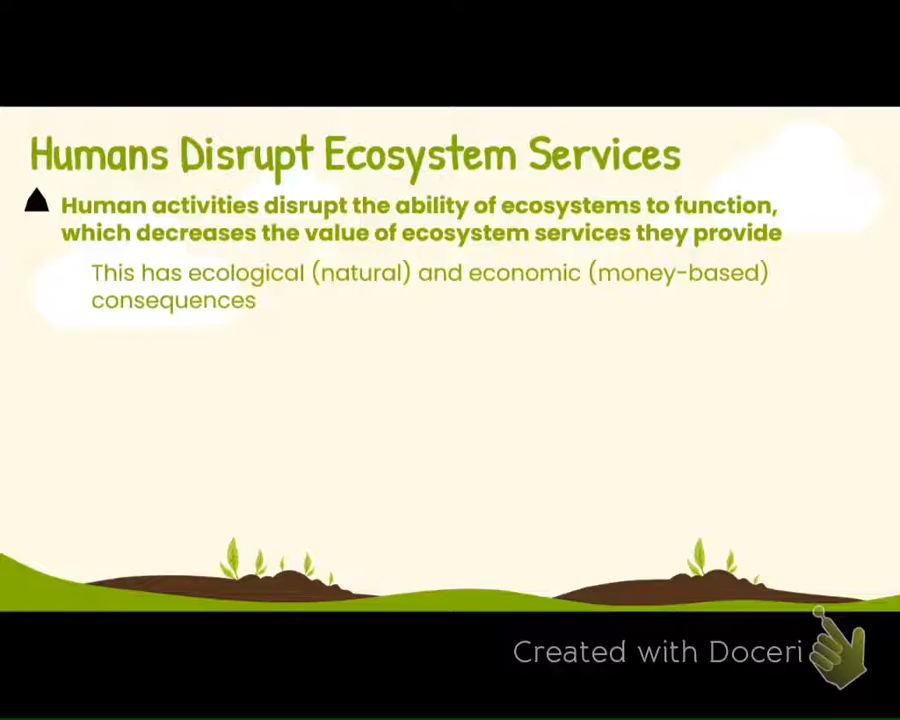 Humans Disrupt Ecosystem Services
Human activities disrupt the ability of ecosystems to function,
which decreases the value of ecosystem services they provide
This has ecological (natural) and economic (money-based)
consequences
Created with Doceri